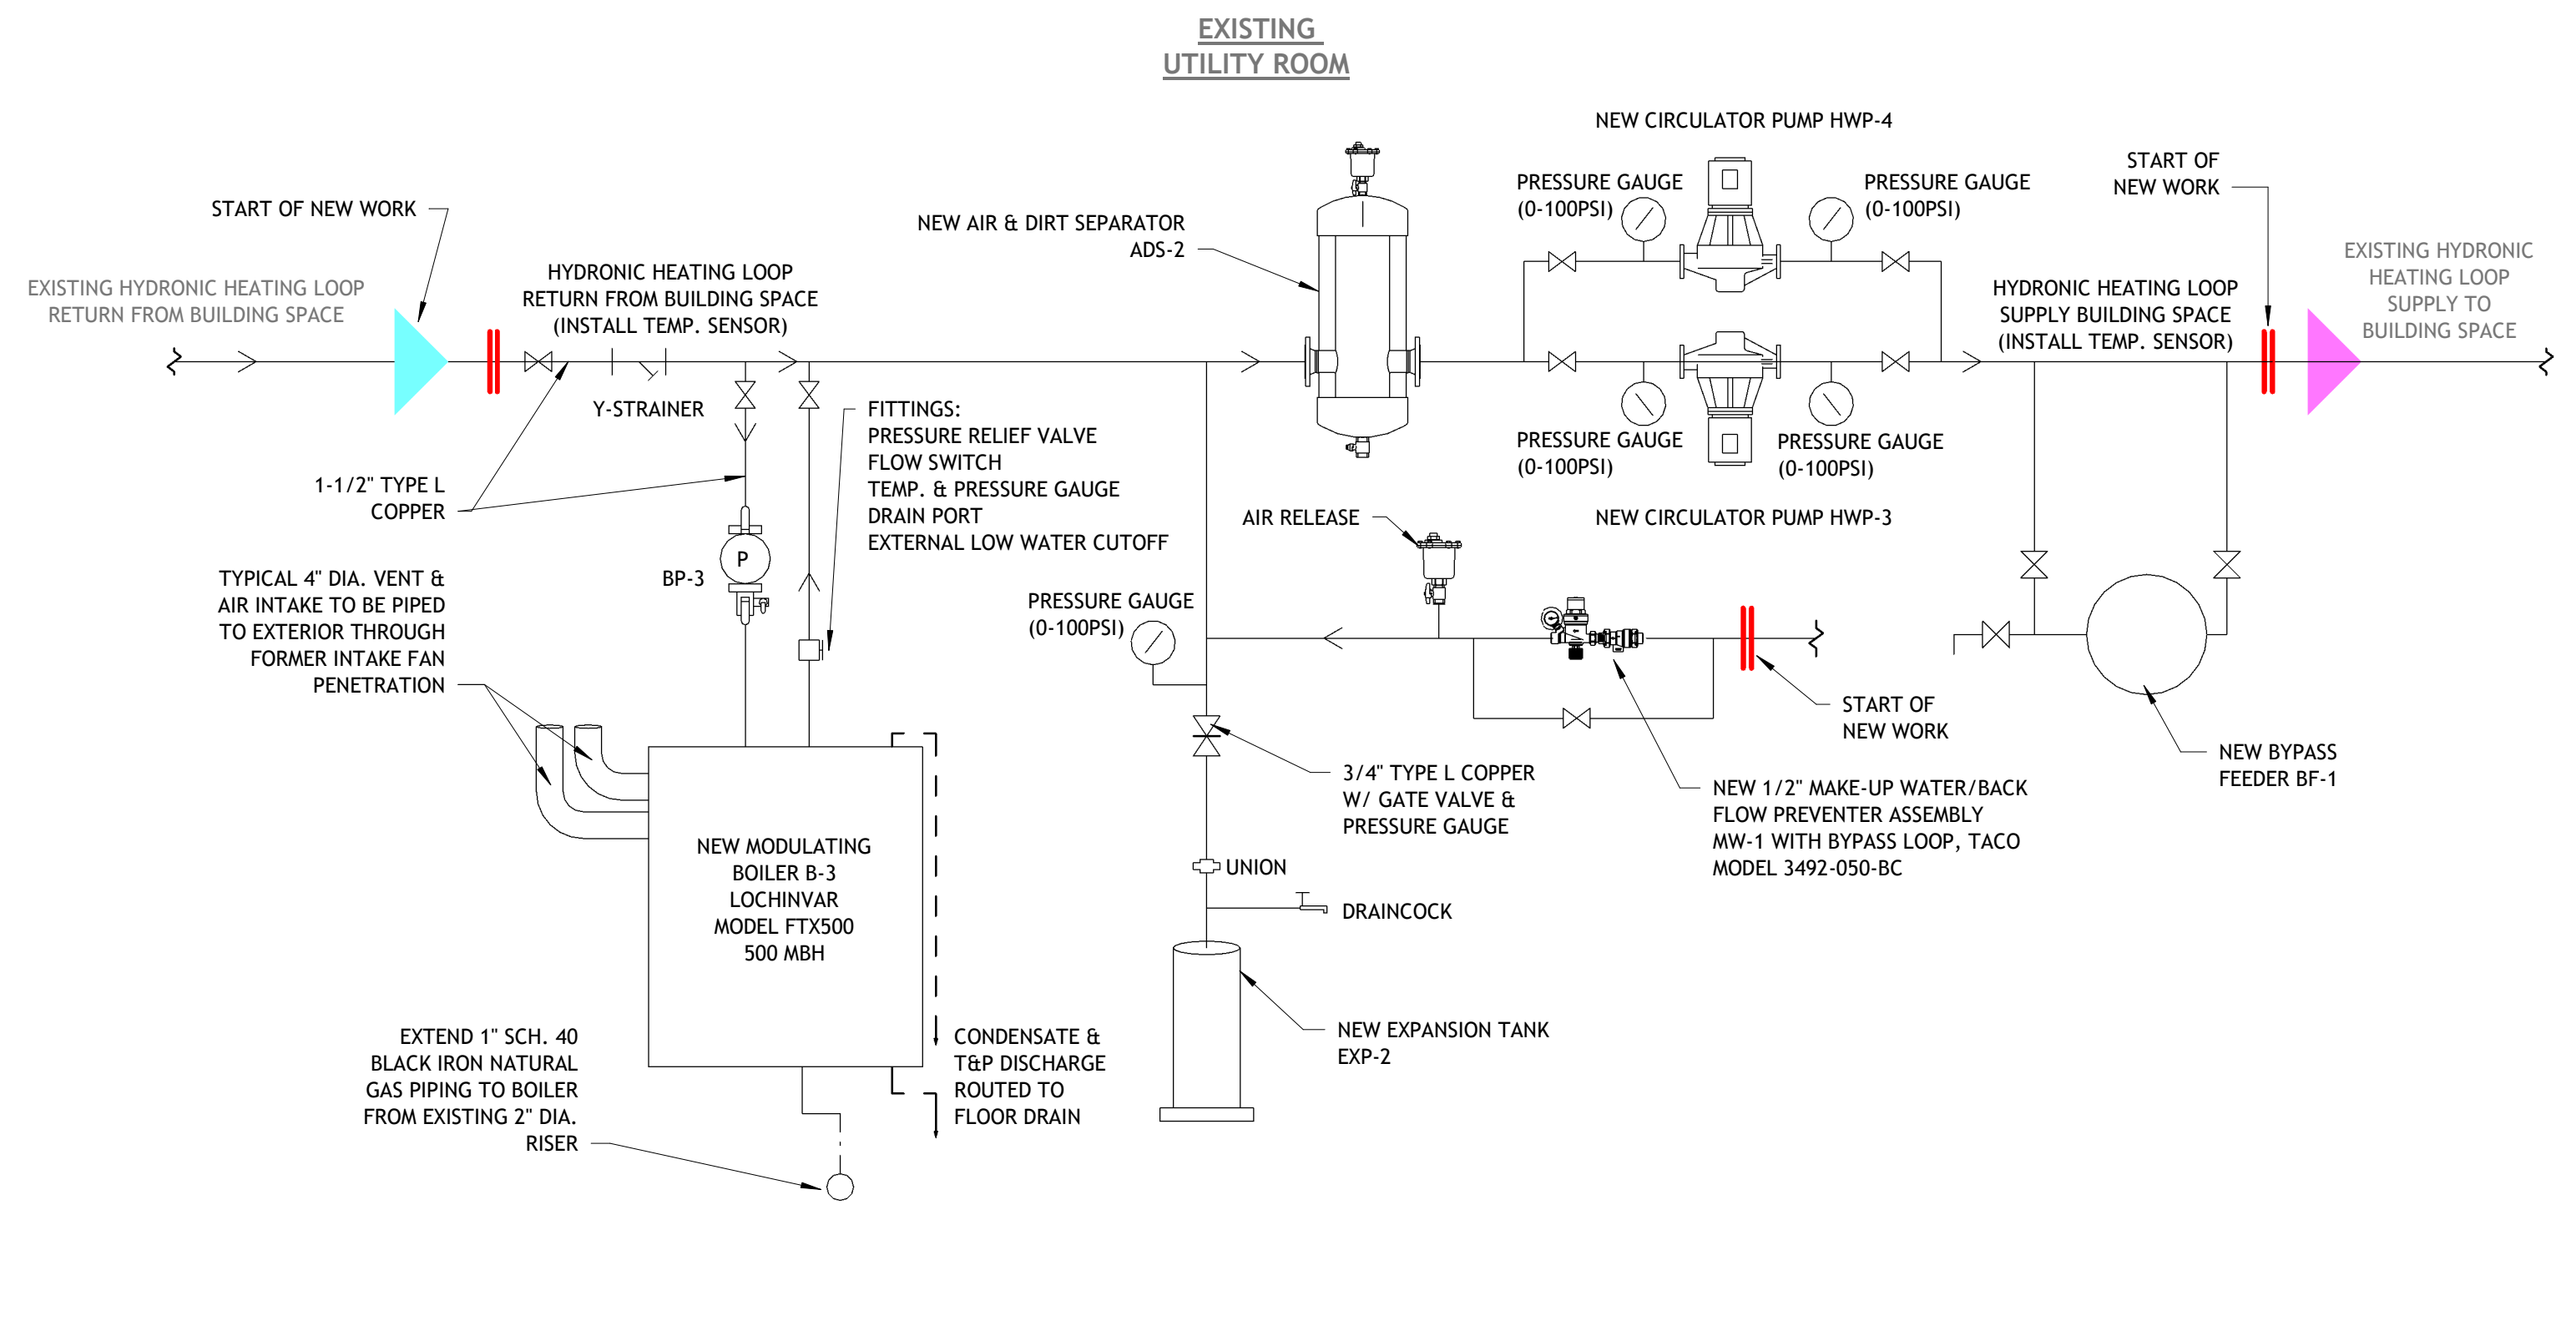 EXISTING
UTILITY ROOM
NEW CIRCULATOR PUMP HWP-4
START OF
NEW WORK
PRESSURE GAUGE
(0-100PSI)
PRESSURE GAUGE
(0-100PSI)
START OF NEW WORK
NEW AIR & DIRT SEPARATOR
ADS-2
EXISTING HYDRONIC
HEATING LOOP
SUPPLY TO
BUILDING SPACE
EXISTING HYDRONIC HEATING LOOP
RETURN FROM BUILDING SPACE
HYDRONIC HEATING LOOP
RETURN FROM BUILDING SPACE
(INSTALL TEMP. SENSOR)
HYDRONIC HEATING LOOP
SUPPLY BUILDING SPACE
(INSTALL TEMP. SENSOR)
Y-STRAINER
FITTINGS:
PRESSURE RELIEF VALVE
FLOW SWITCH
TEMP. & PRESSURE GAUGE
DRAIN PORT
EXTERNAL LOW WATER CUTOFF
PRESSURE GAUGE
(0-100PSI)
PRESSURE GAUGE
(0-100PSI)
1-1/2" TYPE L
COPPER
AIR RELEASE
NEW CIRCULATOR PUMP HWP-3
P
BP-3
TYPICAL 4" DIA. VENT &
AIR INTAKE TO BE PIPED
TO EXTERIOR THROUGH
FORMER INTAKE FAN
PENETRATION
PRESSURE GAUGE
(0-100PSI)
START OF
NEW WORK
NEW BYPASS
FEEDER BF-1
3/4" TYPE L COPPER
W/ GATE VALVE &
PRESSURE GAUGE
NEW 1/2" MAKE-UP WATER/BACK
FLOW PREVENTER ASSEMBLY
MW-1 WITH BYPASS LOOP, TACO
MODEL 3492-050-BC
NEW MODULATING
BOILER B-3
LOCHINVAR
MODEL FTX500
500 MBH
UNION
DRAINCOCK
NEW EXPANSION TANK
EXP-2
EXTEND 1" SCH. 40
BLACK IRON NATURAL
GAS PIPING TO BOILER
FROM EXISTING 2" DIA.
RISER
CONDENSATE &
T&P DISCHARGE
ROUTED TO
FLOOR DRAIN